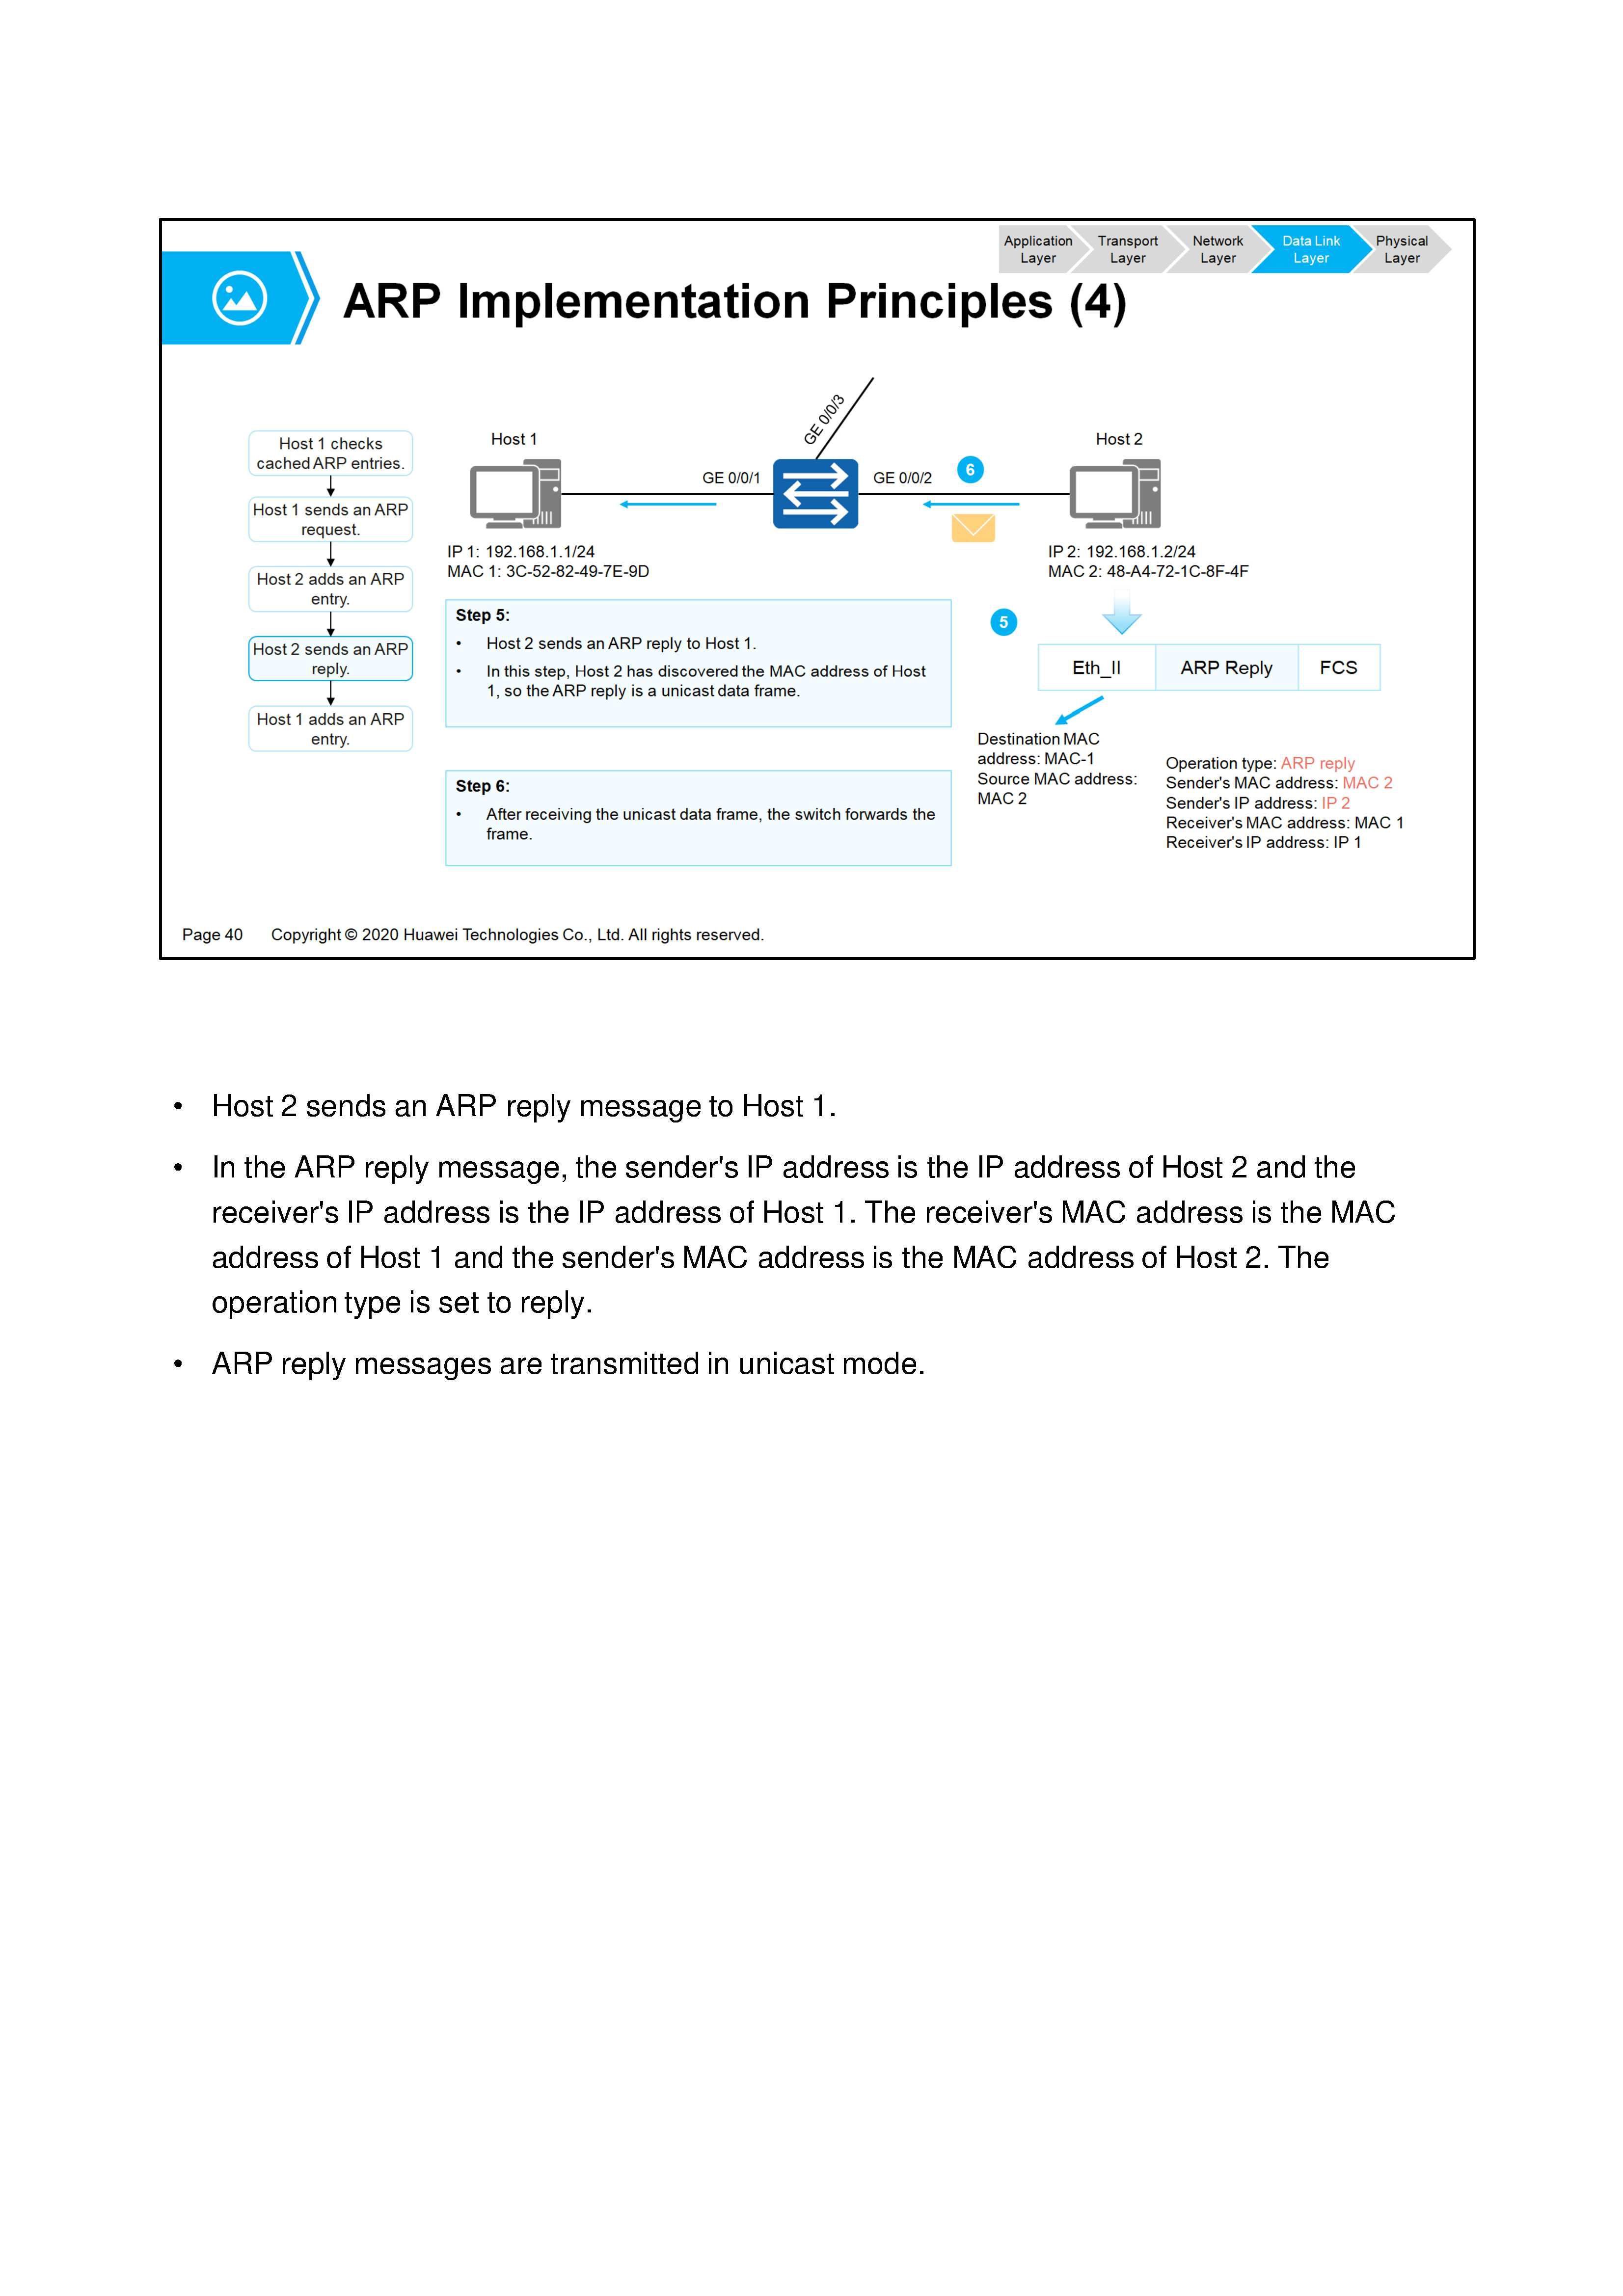 Application Layer
Transport Layer
Network Layer
Data Link Layer
Physical Layer
ARP Implementation Principles (4)
Host 1 checks
cached ARP entries.
Host 1 sends an ARP
request.
Host 2 adds an ARP
entry.
Host 2 sends an ARP
reply.
Host 1 adds an ARP
entry.
Host 1
GE 0/0/1
GE 0/0/3
GE 0/0/2
6
Host 2
IP 1: 192.168.1.1/24
MAC 1: 3C-52-82-49-7E-9D
IP 2: 192.168.1.2/24
MAC 2: 48-A4-72-1C-8F-4F
Step 5:
• Host 2 sends an ARP reply to Host 1.
• In this step, Host 2 has discovered the MAC address of Host
1, so the ARP reply is a unicast data frame.
Step 6:
• After receiving the unicast data frame, the switch forwards the
frame.
5
Eth_II
ARP Reply
FCS
Destination MAC
address: MAC-1
Source MAC address:
MAC 2
Operation type: ARP reply
Sender's MAC address: MAC 2
Sender's IP address: IP 2
Receiver's MAC address: MAC 1
Receiver's IP address: IP 1
Page 40 Copyright © 2020 Huawei Technologies Co., Ltd. All rights reserved.
• Host 2 sends an ARP reply message to Host 1.
• In the ARP reply message, the sender's IP address is the IP address of Host 2 and the
receiver's IP address is the IP address of Host 1. The receiver's MAC address is the MAC
address of Host 1 and the sender's MAC address is the MAC address of Host 2. The
operation type is set to reply.
• ARP reply messages are transmitted in unicast mode.